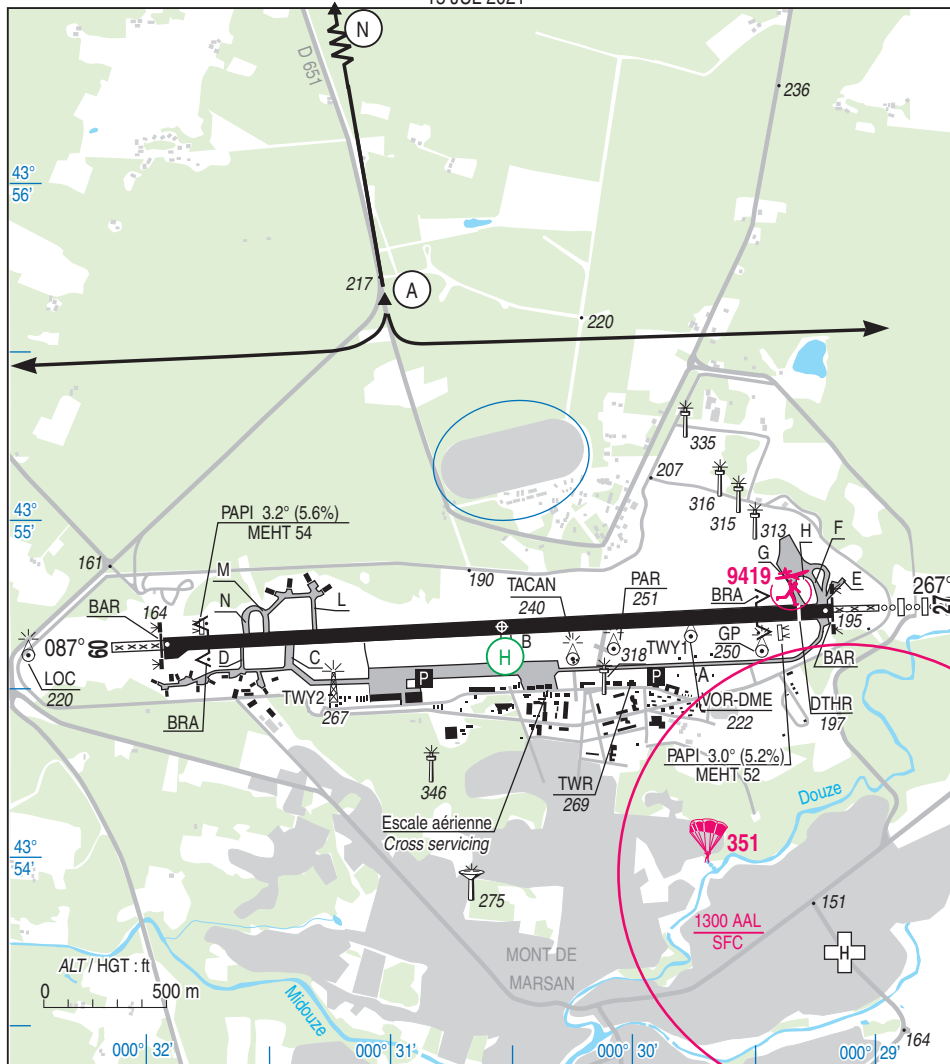 15 JUL 2021
N
D 651
236
43°
56'
217
A
220
335
207
316
315
313
H
F
43°
55'
PAPI 3.2° (5.6%)
MEHT 54
161
M
190
TACAN
240
PAR
251
9419
G
BRA
E
267°
27
BAR
164
N
L
195
087°
09
B
H
318
TWY1
GP
250
BAR
LOC
220
D
C
P
P
A
VOR-DME
222
DTHR
197
BRA
TWY2
267
PAPI 3.0° (5.2%)
MEHT 52
346
TWR
269
Douze
Escale aérienne
Cross servicing
43°
54'
351
275
151
1300 AAL
SFC
H
MONT DE
MARSAN
ALT / HGT : ft
0 500 m
Midouze
164
000° 32'
000° 31'
000° 30'
000° 29'